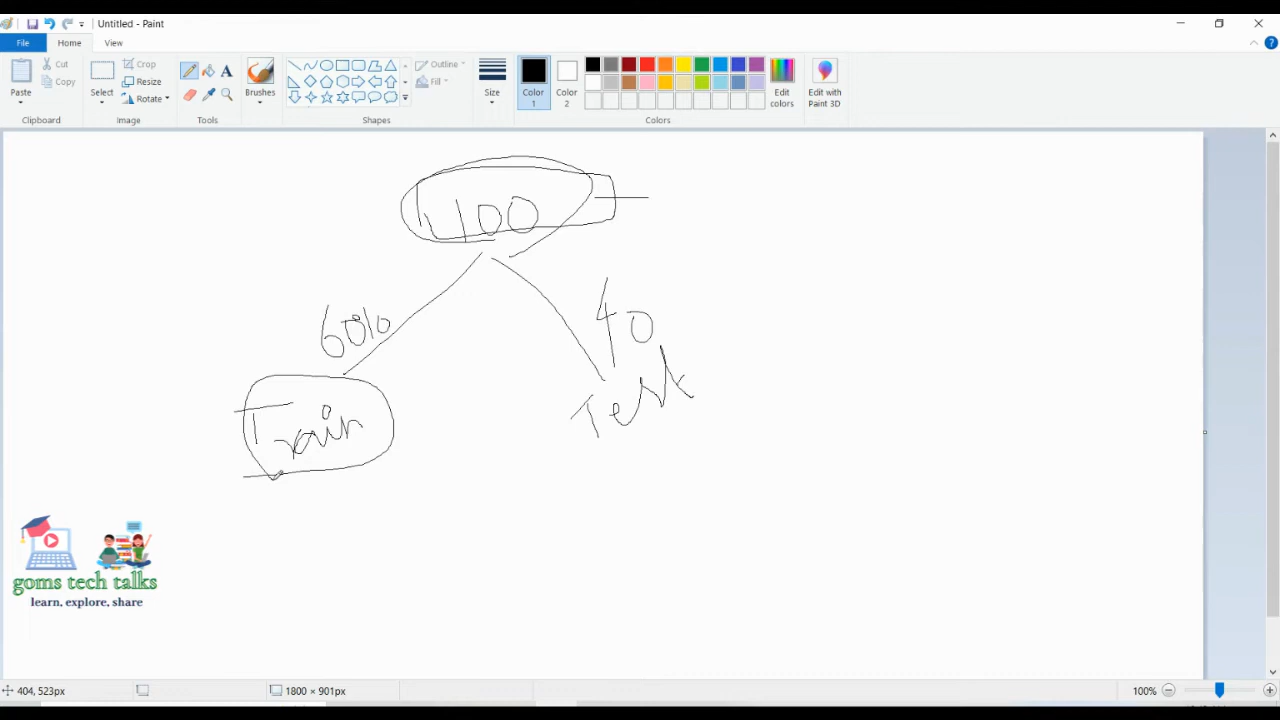 Untitled - Paint
File
Home
View
Paste
Cut
Copy
Clipboard
Select
Crop
Resize
Rotate
Image
A
Tools
Brushes
Outline
Fill
Shapes
Size
Color 1
Color 2
Edit colors
Edit with Paint 3D
Colors
100
60%
40
Train
Test
goms tech talks
learn, explore, share
404, 523px
1800 × 901px
100%